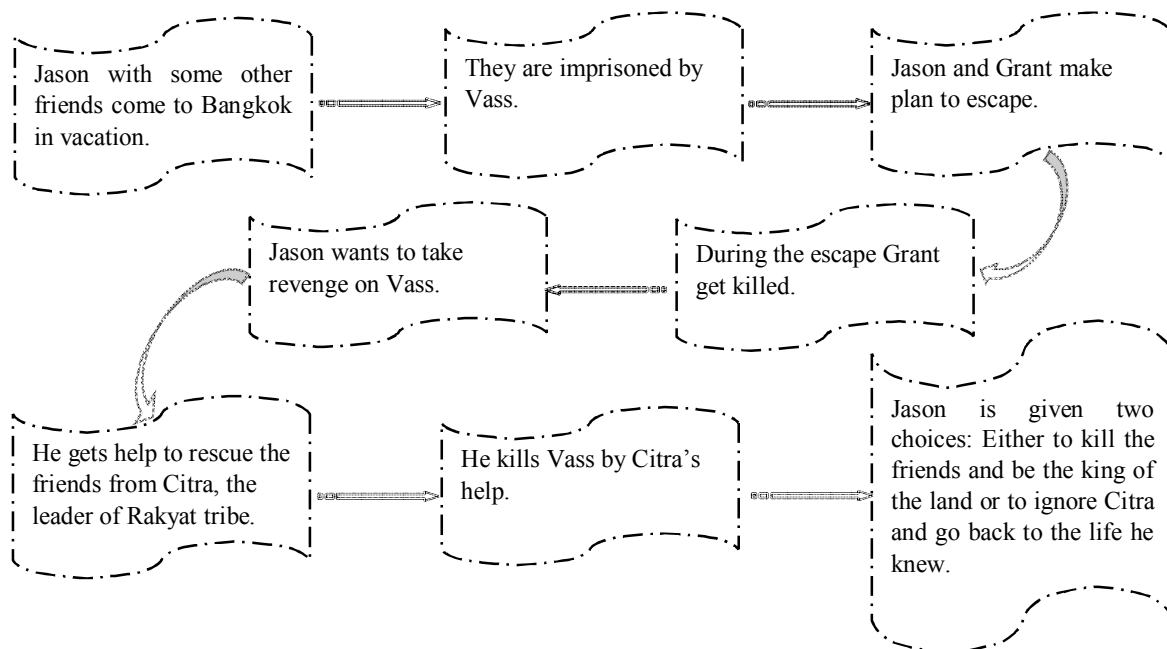 Jason with some other
friends come to Bangkok
in vacation.
They are imprisoned by
Vass.
Jason and Grant make
plan to escape.
During the escape Grant
get killed.
Jason wants to take
revenge on Vass.
He gets help to rescue the
friends from Citra, the
leader of Rakyat tribe.
He kills Vass by Citra’s
help.
Jason is given two
choices: Either to kill the
friends and be the king of
the land or to ignore Citra
and go back to the life he
knew.